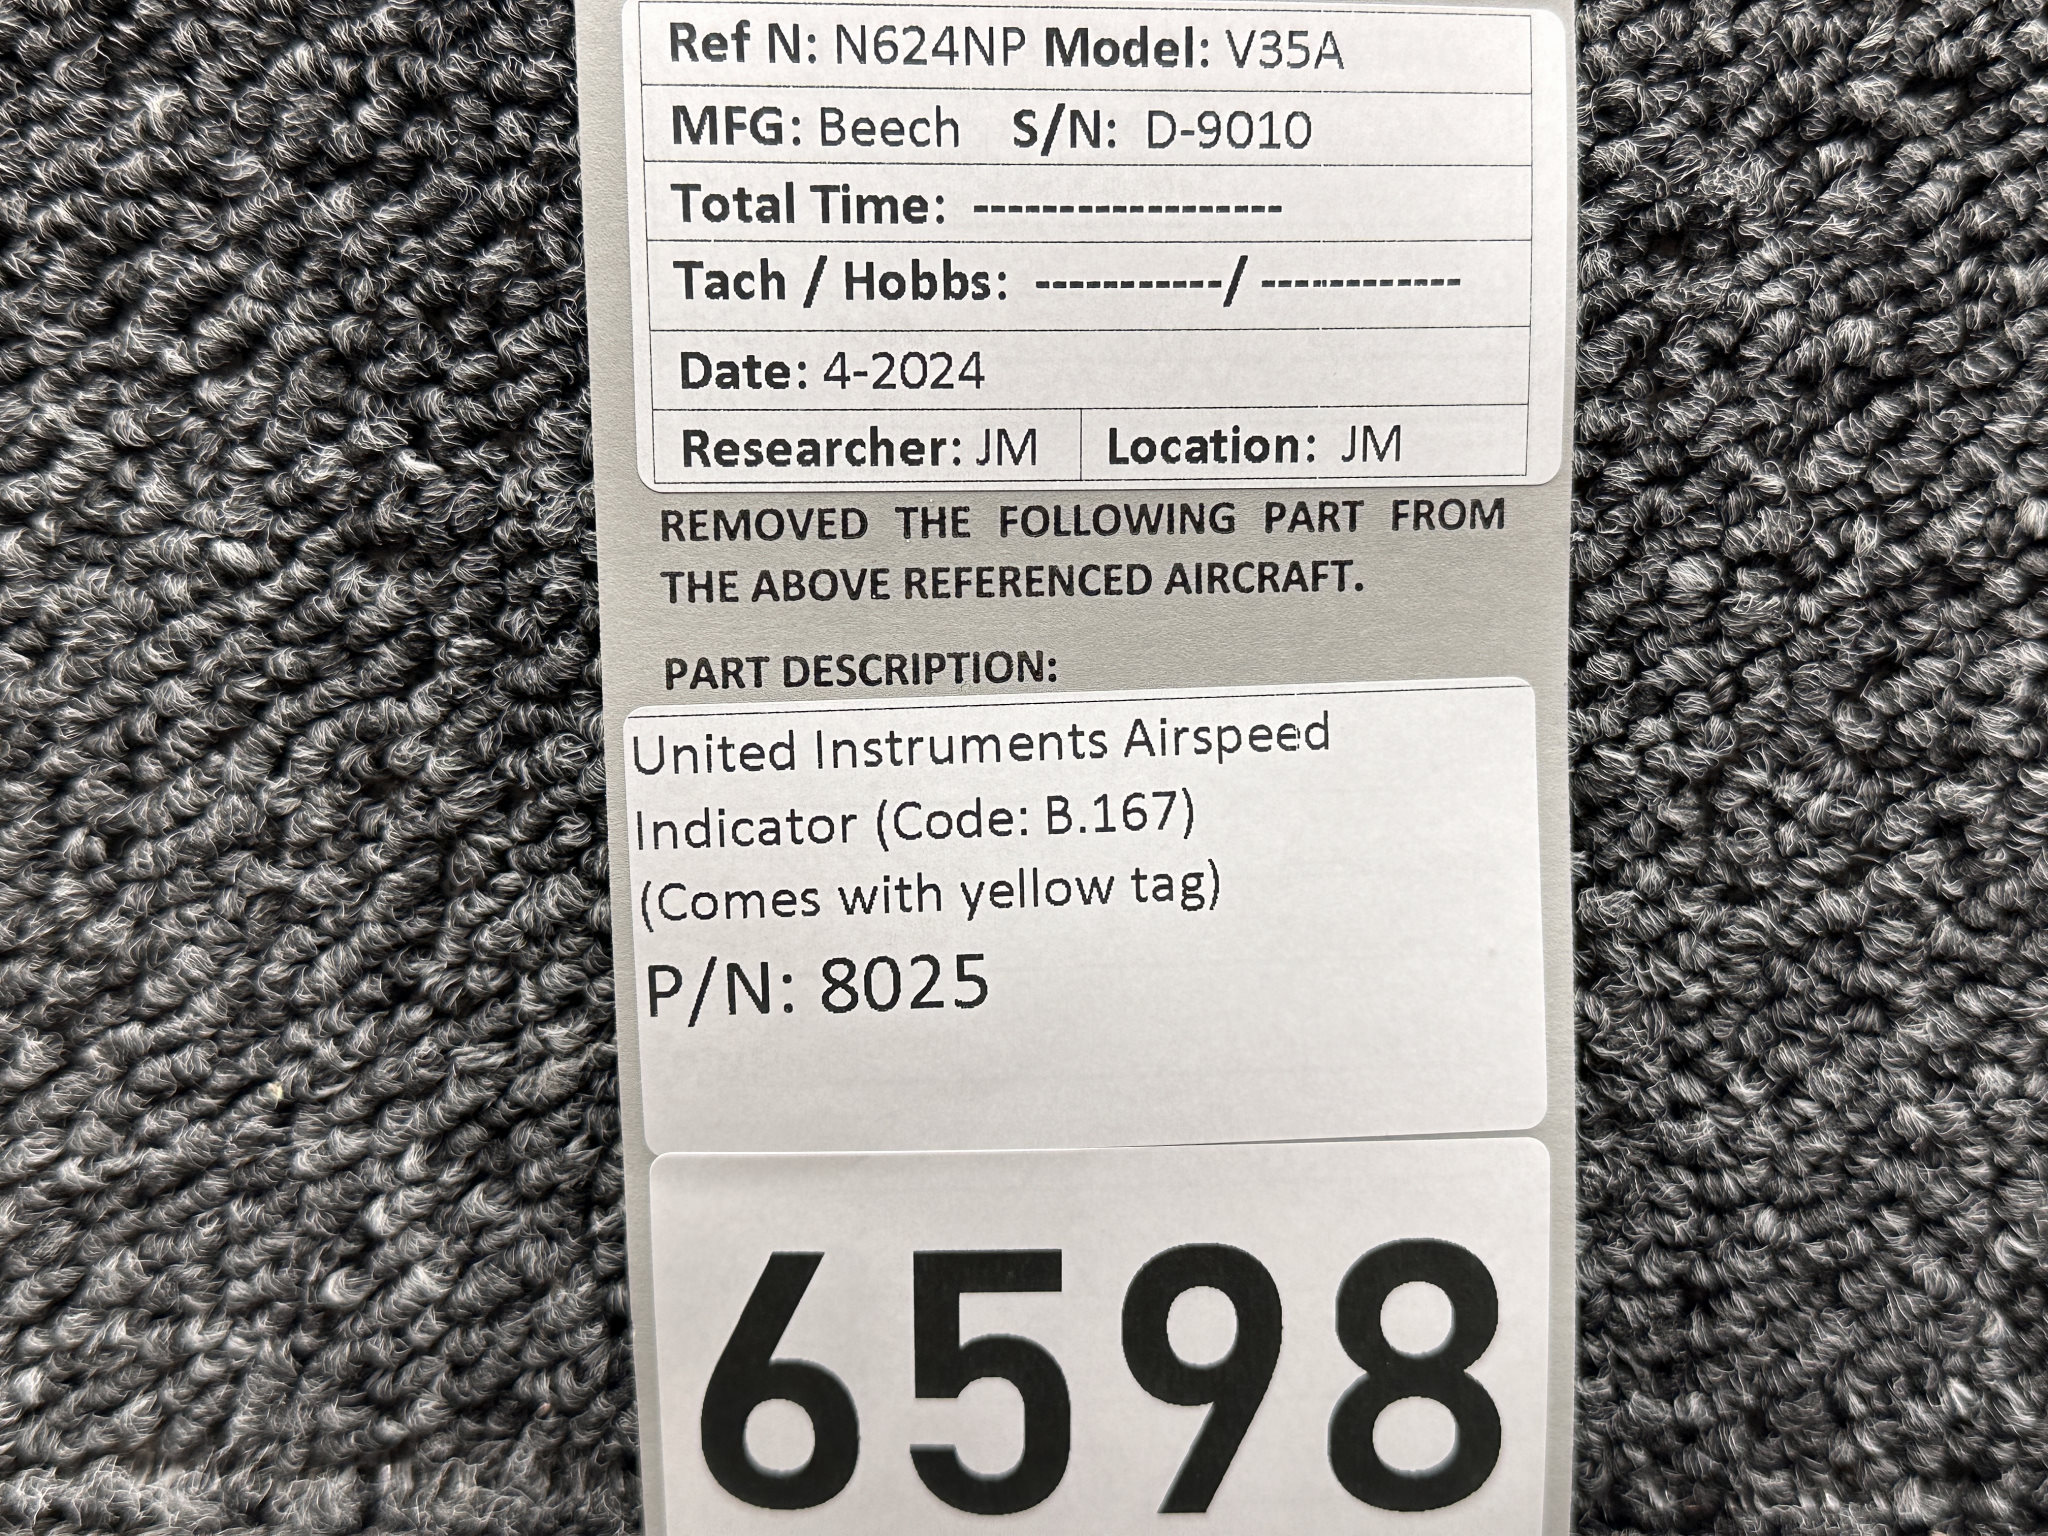 Ref N: N624NP Model: V35A
MFG: Beech S/N: D-9010
Total Time: ------------------
Tach / Hobbs: -----------/ ------------
Date: 4-2024
Researcher: JM Location: JM
REMOVED THE FOLLOWING PART FROM
THE ABOVE REFERENCED AIRCRAFT.
PART DESCRIPTION:
United Instruments Airspeed
Indicator (Code: B.167)
(Comes with yellow tag)
P/N: 8025
6598